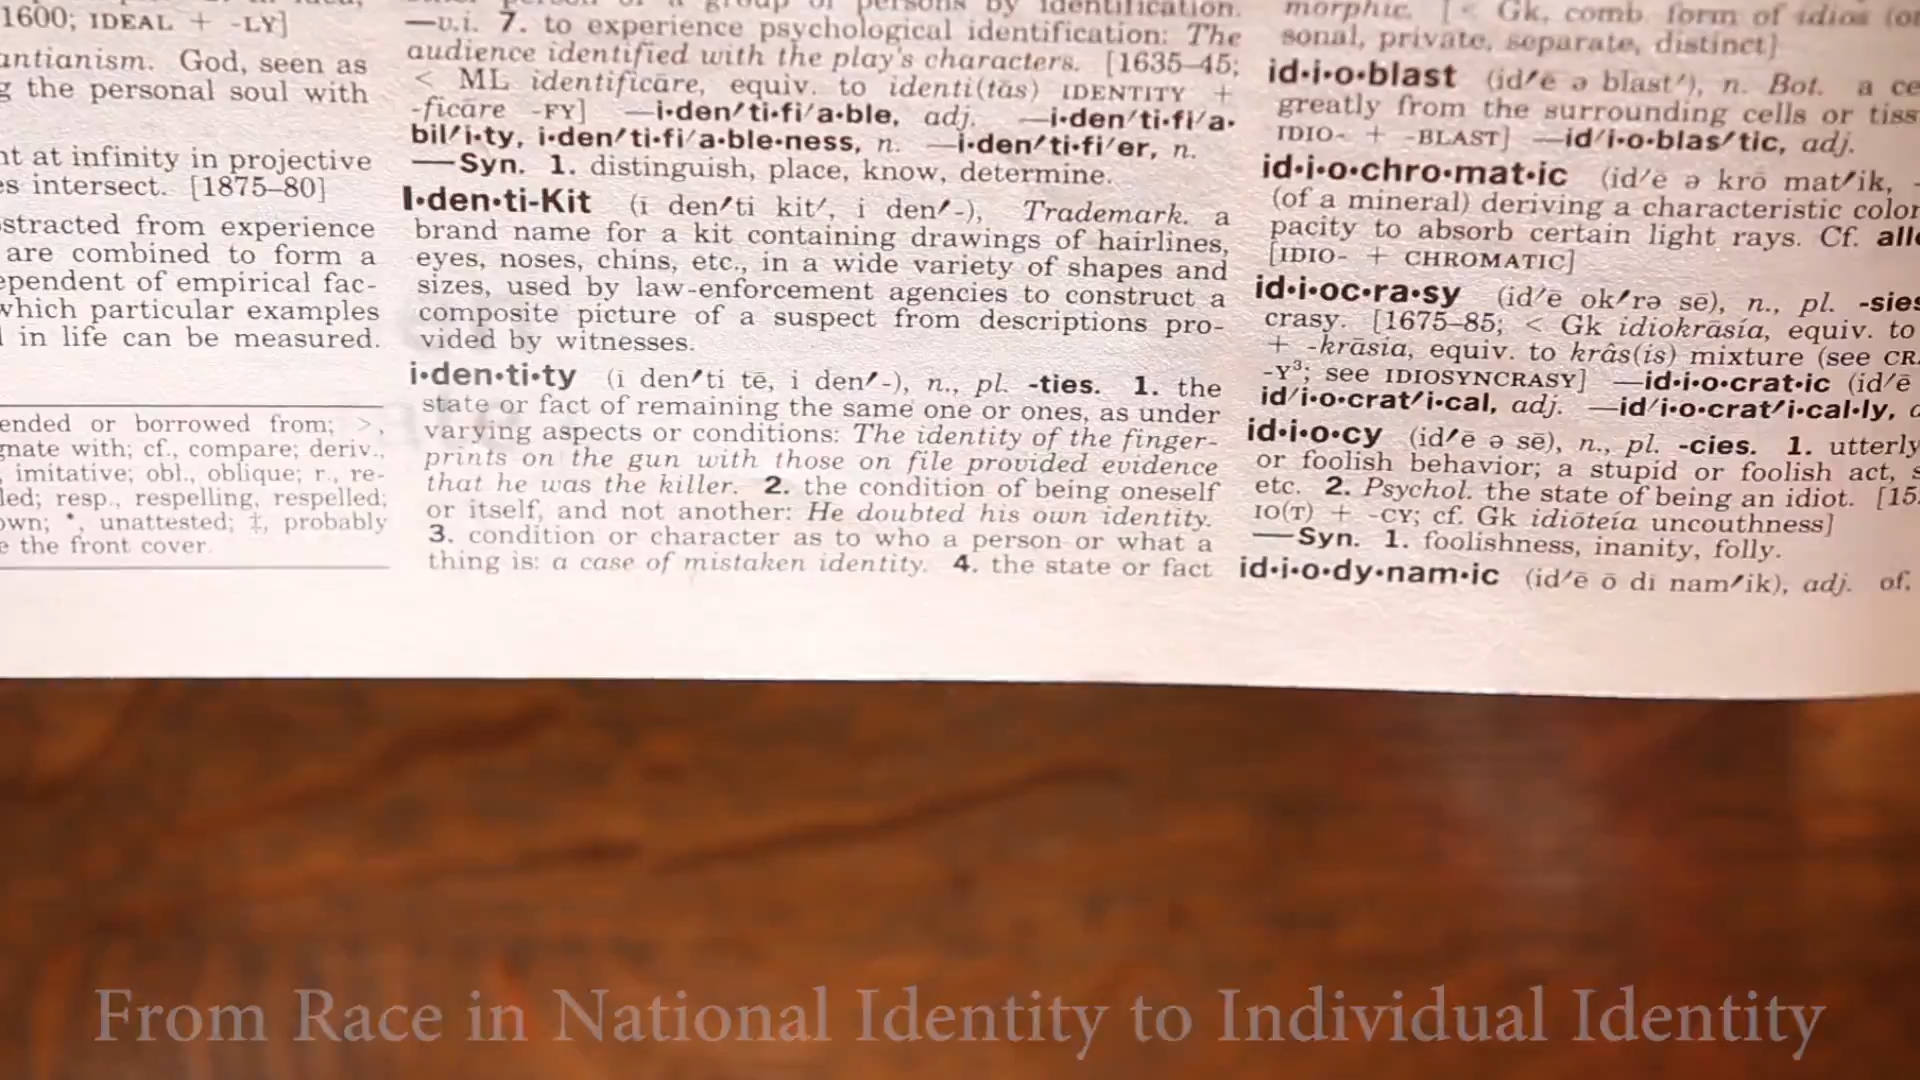 1600; IDEAL + -LY]
antianism. God, seen as
g the personal soul with
nt at infinity in projective
es intersect. [1875–80]
stracted from experience
are combined to form a
ependent of empirical fac-
which particular examples
in life can be measured.
ended or borrowed from; >,
gnate with; cf., compare; deriv.,
imitative; obl., oblique; r., re-
led; resp., respelling, respelled;
own; *, unattested; ‡, probably
e the front cover.
—v.i. 7. to experience psychological identification: The
audience identified with the play's characters. [1635–45;
< ML identificāre, equiv. to identi(tās) IDENTITY +
-ficāre -FY] —i·den′ti·fi′a·ble, adj. —i·den′ti·fi′a·
bil′i·ty, i·den′ti·fi′a·ble·ness, n. —i·den′ti·fi′er, n.
—Syn. 1. distinguish, place, know, determine.
I·den·ti-Kit (ī den′ti kit′, i den′-), Trademark. a
brand name for a kit containing drawings of hairlines,
eyes, noses, chins, etc., in a wide variety of shapes and
sizes, used by law-enforcement agencies to construct a
composite picture of a suspect from descriptions pro-
vided by witnesses.
i·den·ti·ty (ī den′ti tē, i den′-), n., pl. -ties. 1. the
state or fact of remaining the same one or ones, as under
varying aspects or conditions: The identity of the finger-
prints on the gun with those on file provided evidence
that he was the killer. 2. the condition of being oneself
or itself, and not another: He doubted his own identity.
3. condition or character as to who a person or what a
thing is: a case of mistaken identity. 4. the state or fact
morphic. [< Gk, comb. form of idios
sonal, private, separate, distinct]
id·i·o·blast (id′ē ə blast′), n. Bot. a ce
greatly from the surrounding cells or tiss
IDIO- + -BLAST] —id′i·o·blas′tic, adj.
id·i·o·chro·mat·ic (id′ē ə krō mat′ik,
(of a mineral) deriving a characteristic color
pacity to absorb certain light rays. Cf. allo
[IDIO- + CHROMATIC]
id·i·oc·ra·sy (id′ē ok′rə sē), n., pl. -sies
crasy. [1675–85; < Gk idiokrāsía, equiv. to
+ -krāsia, equiv. to krâs(is) mixture (see CRA
-Y³; see IDIOSYNCRASY] —id·i·o·crat·ic (id′ē
id′i·o·crat′i·cal, adj. —id′i·o·crat′i·cal·ly,
id·i·o·cy (id′ē ə sē), n., pl. -cies. 1. utterly
or foolish behavior; a stupid or foolish act, s
etc. 2. Psychol. the state of being an idiot. [15
IO(T) + -CY; cf. Gk idiōteía uncouthness]
—Syn. 1. foolishness, inanity, folly.
id·i·o·dy·nam·ic (id′ē ō dī nam′ik), adj. of,
From Race in National Identity to Individual Identity